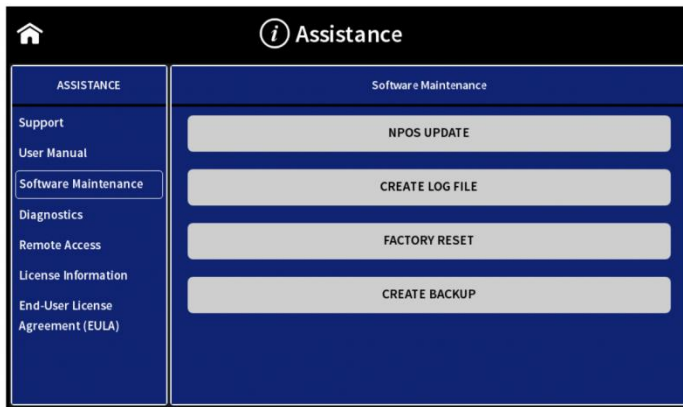 i Assistance
ASSISTANCE
Support
User Manual
Software Maintenance
Diagnostics
Remote Access
License Information
End-User License
Agreement (EULA)
Software Maintenance
NPOS UPDATE
CREATE LOG FILE
FACTORY RESET
CREATE BACKUP